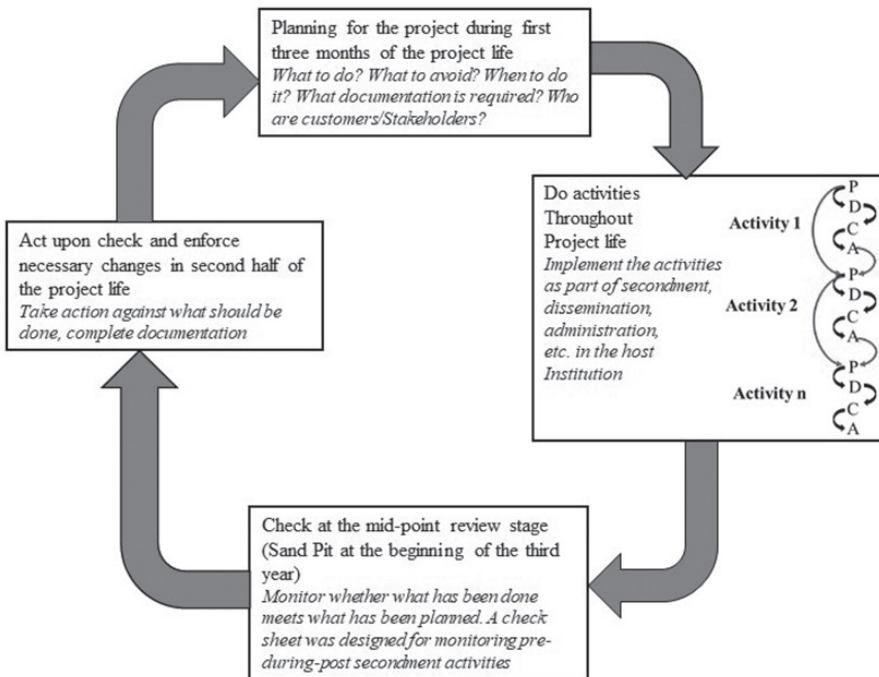 Planning for the project during first
three months of the project life
What to do? What to avoid? When to do
it? What documentation is required? Who
are customers/Stakeholders?
Do activities
Throughout
Project life
Implement the activities
as part of secondment,
dissemination,
administration,
etc. in the host
Institution
Activity 1
P
D
C
A
Activity 2
P
D
C
A
Activity n
P
D
C
A
Check at the mid-point review stage
(Sand Pit at the beginning of the third
year)
Monitor whether what has been done
meets what has been planned. A check
sheet was designed for monitoring pre-
during-post secondment activities
Act upon check and enforce
necessary changes in second half of
the project life
Take action against what should be
done, complete documentation